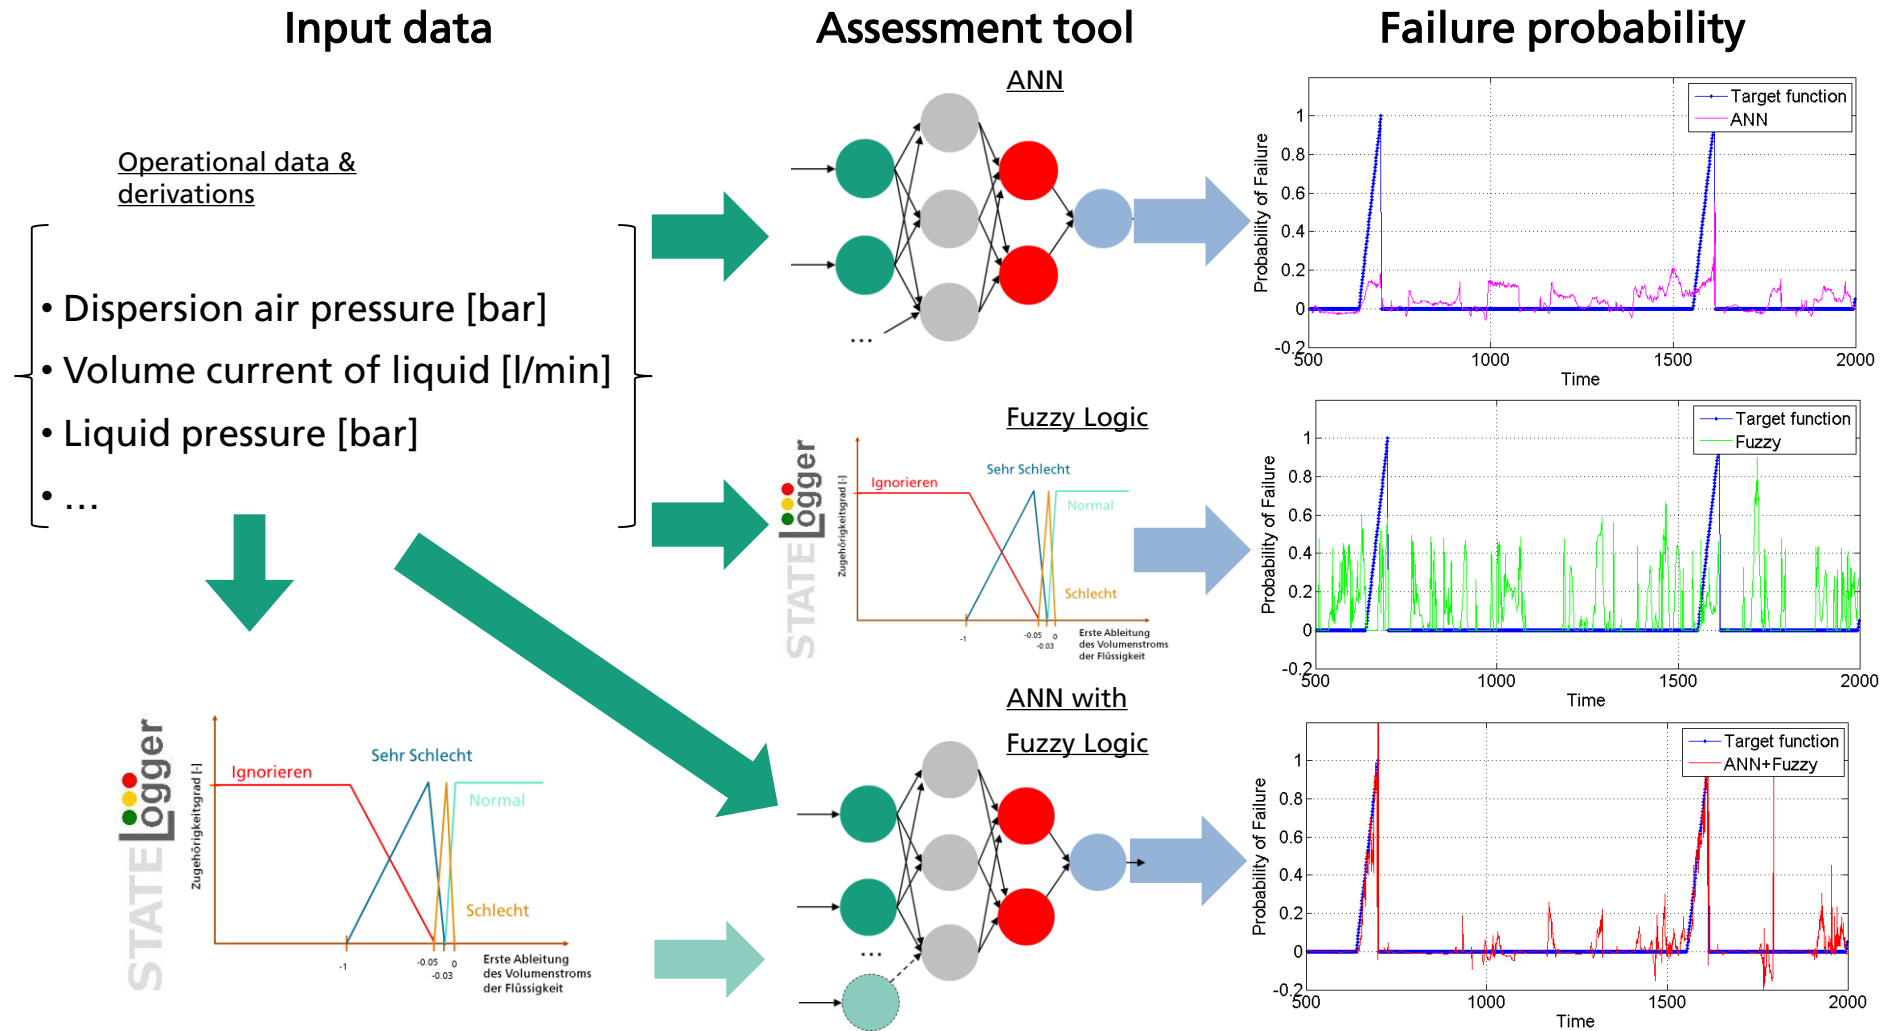 Input data
Assessment tool
Failure probability
Operational data &
derivations
• Dispersion air pressure [bar]
• Volume current of liquid [l/min]
• Liquid pressure [bar]
• ...
STATE Logger
Zugehörigkeitsgrad [-]
Ignorieren
Sehr Schlecht
Normal
Schlecht
-1
-0.05
0
-0.03
Erste Ableitung
des Volumenstroms
der Flüssigkeit
ANN
...
Fuzzy Logic
STATE Logger
Zugehörigkeitsgrad [-]
Ignorieren
Sehr Schlecht
Normal
Schlecht
-1
-0.05
0
-0.03
Erste Ableitung
des Volumenstroms
der Flüssigkeit
ANN with
Fuzzy Logic
...
Target function
ANN
Probability of Failure
1
0.8
0.6
0.4
0.2
0
-0.2
500
1000
1500
2000
Time
Target function
Fuzzy
Probability of Failure
1
0.8
0.6
0.4
0.2
0
-0.2
500
1000
1500
2000
Time
Target function
ANN+Fuzzy
Probability of Failure
1
0.8
0.6
0.4
0.2
0
-0.2
500
1000
1500
2000
Time